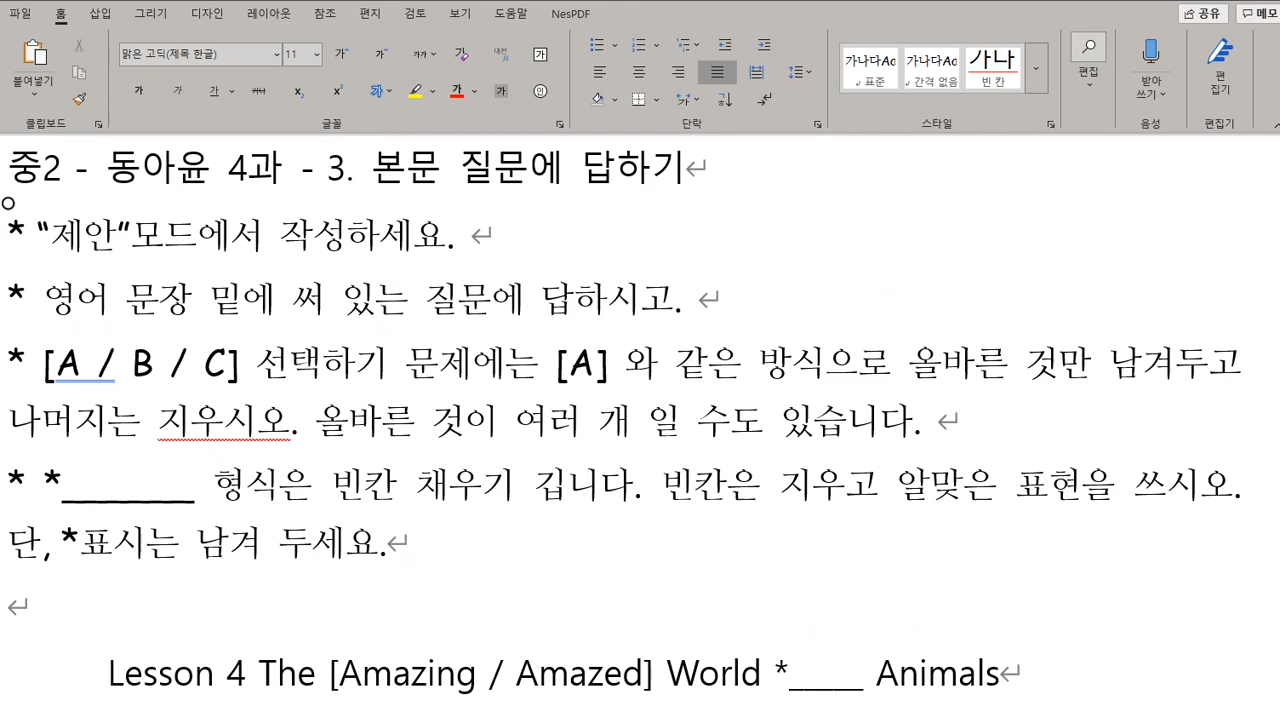 파일 홈 삽입 그리기 디자인 레이아웃 참조 편지 검토 보기 도움말 NesPDF 공유 메모
맑은 고딕(제목 한글) 11
가나다Aa 가나다Aa 가나
붙여넣기 표준 간격 없음 빈 칸 편집 받아쓰기 편집기
클립보드 글꼴 단락 스타일 음성 편집기
중2 - 동아윤 4과 - 3. 본문 질문에 답하기
* “제안”모드에서 작성하세요.
* 영어 문장 밑에 써 있는 질문에 답하시고.
* [A / B / C] 선택하기 문제에는 [A] 와 같은 방식으로 올바른 것만 남겨두고
나머지는 지우시오. 올바른 것이 여러 개 일 수도 있습니다.
* *_______ 형식은 빈칸 채우기 깁니다. 빈칸은 지우고 알맞은 표현을 쓰시오.
단, *표시는 남겨 두세요.
Lesson 4 The [Amazing / Amazed] World *_____ Animals